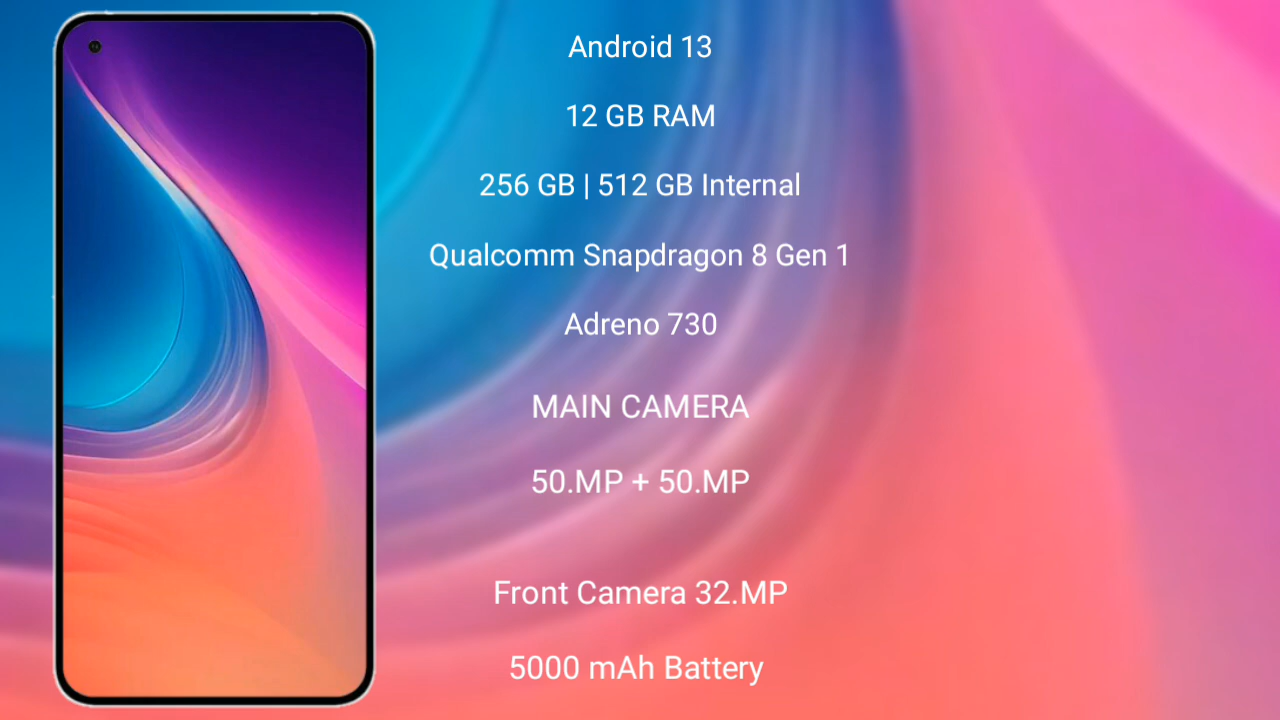 Android 13
12 GB RAM
256 GB | 512 GB Internal
Qualcomm Snapdragon 8 Gen 1
Adreno 730
MAIN CAMERA
50.MP + 50.MP
Front Camera 32.MP
5000 mAh Battery